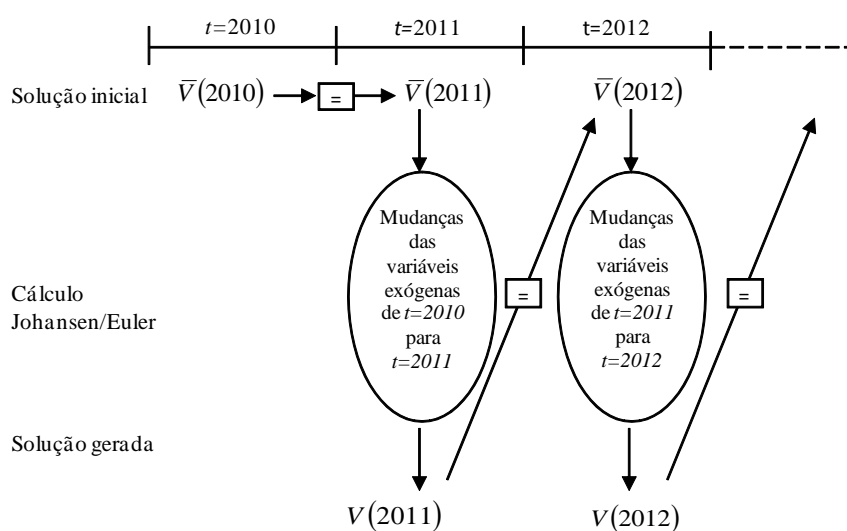 t=2010 t=2011 t=2012
Solução inicial V̅(2010) = V̅(2011) V̅(2012)
Mudanças
das
variáveis
exógenas
de t=2010
para
t=2011
Mudanças
das
variáveis
exógenas
de t=2011
para
t=2012
= =
Cálculo
Johansen/Euler
Solução gerada
V(2011) V(2012)